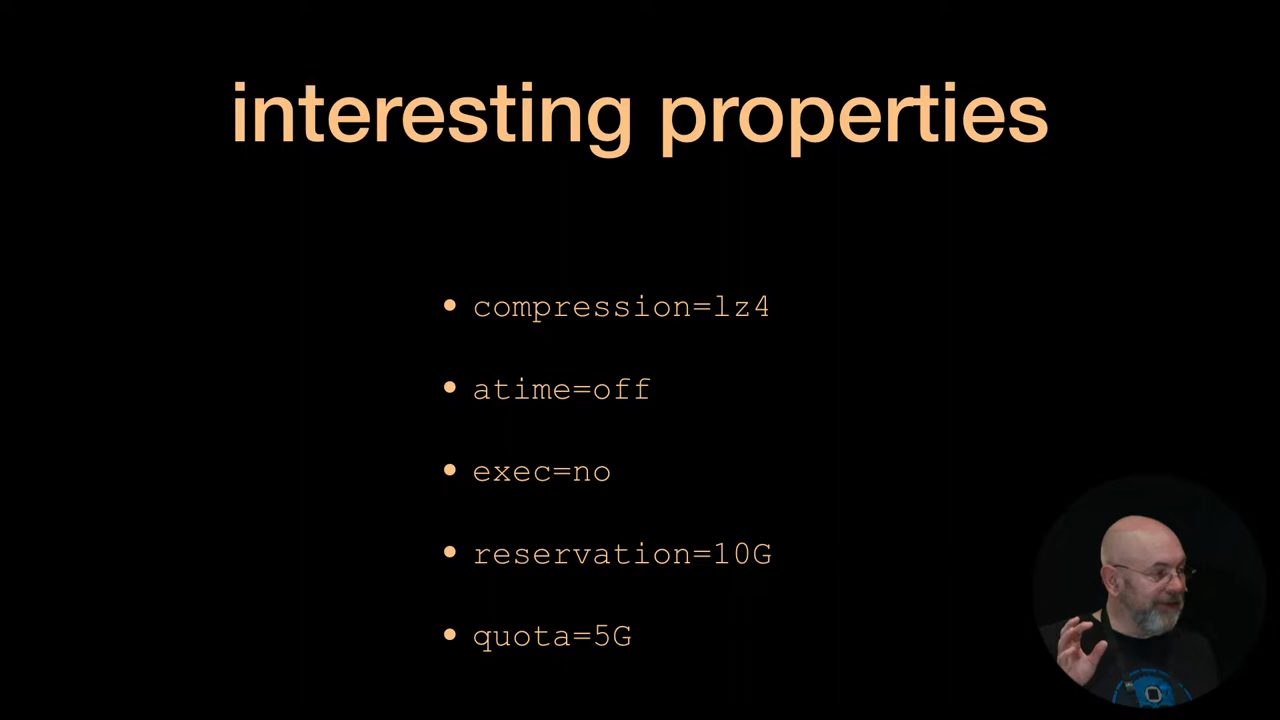 interesting properties
• compression=lz4
• atime=off
• exec=no
• reservation=10G
• quota=5G